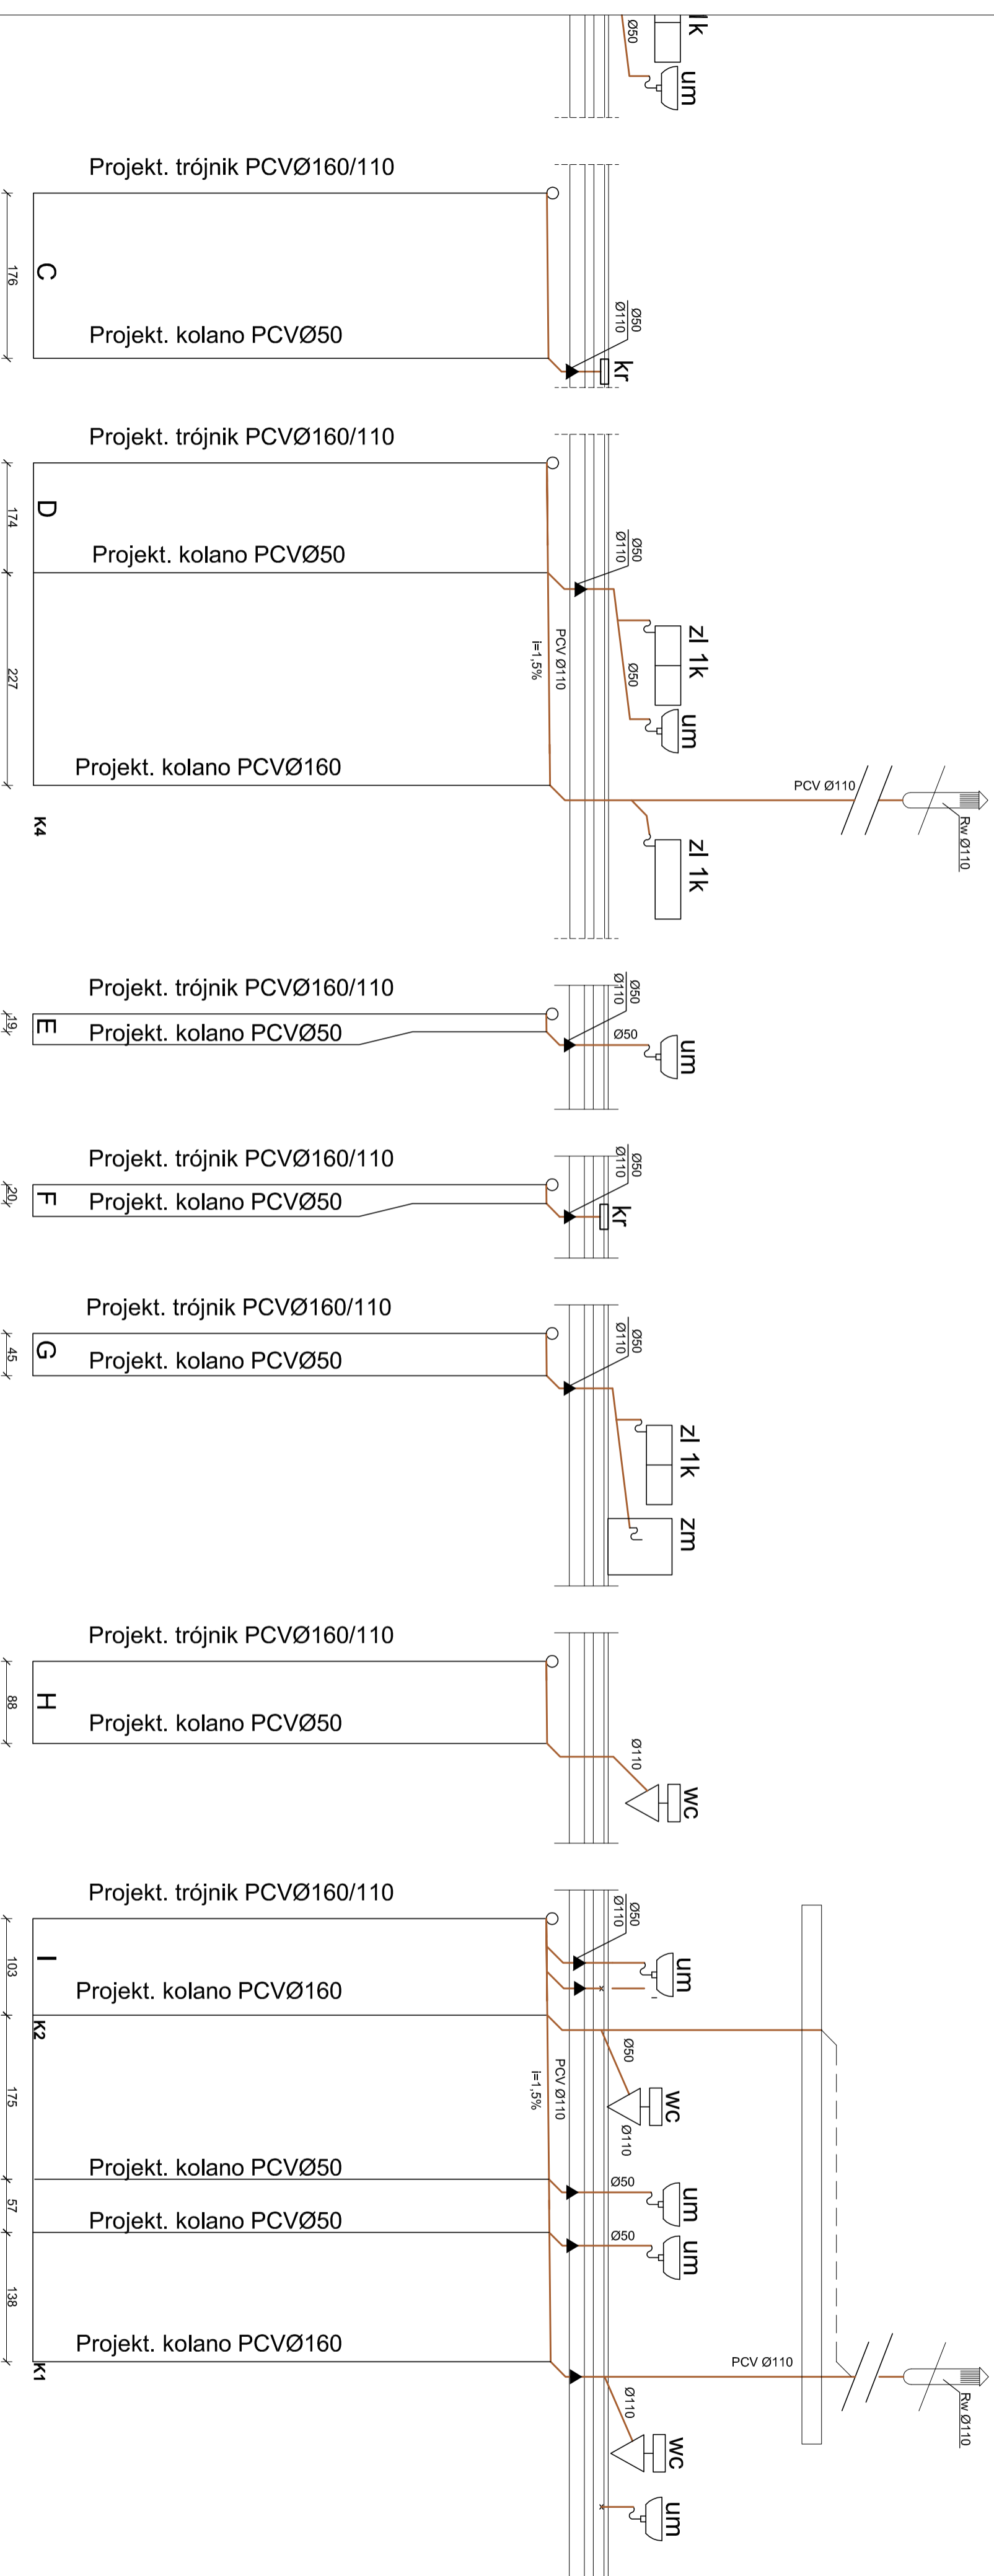 1k
um
Ø50
Projekt. trójnik PCVØ160/110
C
176
Projekt. kolano PCVØ50
Ø50
Ø110
kr
Projekt. trójnik PCVØ160/110
D
174
Projekt. kolano PCVØ50
Ø50
Ø110
PCV Ø110
i=1,5%
zl 1k
Ø50
um
227
Projekt. kolano PCVØ160
K4
PCV Ø110
Rw Ø110
zl 1k
Projekt. trójnik PCVØ160/110
E
19
Projekt. kolano PCVØ50
Ø50
Ø110
Ø50
um
Projekt. trójnik PCVØ160/110
F
20
Projekt. kolano PCVØ50
Ø50
Ø110
kr
Projekt. trójnik PCVØ160/110
G
45
Projekt. kolano PCVØ50
Ø50
Ø110
zl 1k
zm
Projekt. trójnik PCVØ160/110
H
88
Projekt. kolano PCVØ50
Ø110
wc
Projekt. trójnik PCVØ160/110
I
103
Projekt. kolano PCVØ160
Ø50
Ø110
um
K2
175
PCV Ø110
i=1,5%
Ø50
wc
Ø110
Projekt. kolano PCVØ50
57
Ø50
um
Projekt. kolano PCVØ50
Ø50
um
138
Projekt. kolano PCVØ160
K1
PCV Ø110
Rw Ø110
Ø110
wc
um